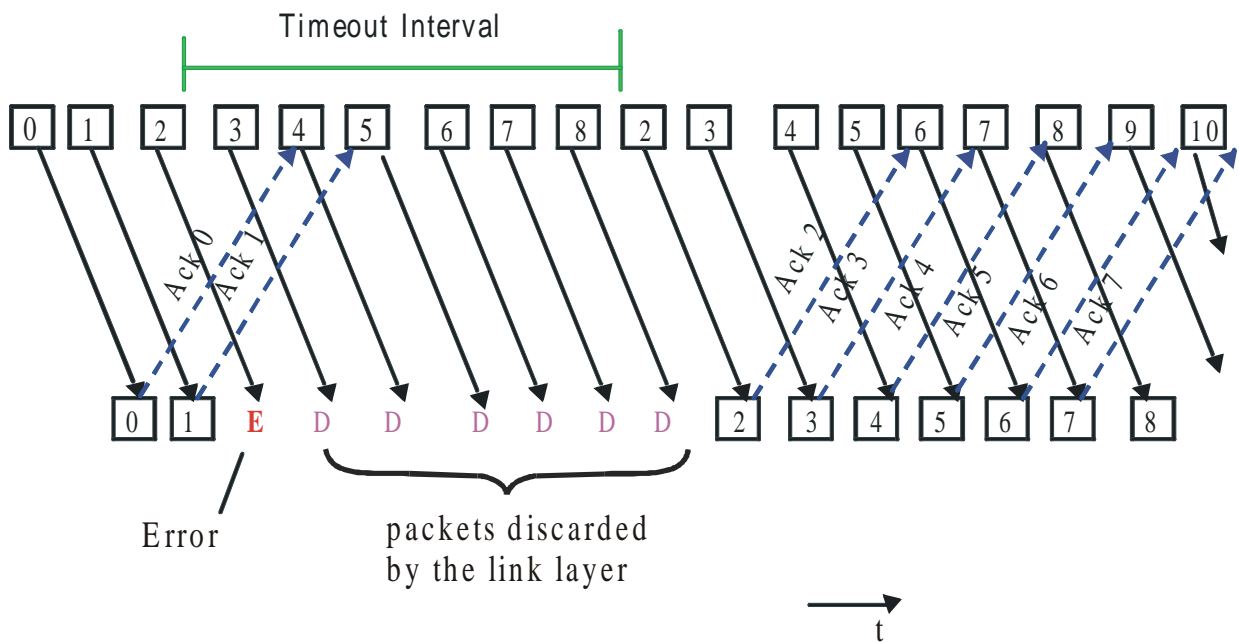 Timeout Interval
0 1 2 3 4 5 6 7 8 2 3 4 5 6 7 8 9 10
Ack 0
Ack 1
Ack 2
Ack 3
Ack 4
Ack 5
Ack 6
Ack 7
0 1 E D D D D D D 2 3 4 5 6 7 8
Error
packets discarded
by the link layer
t